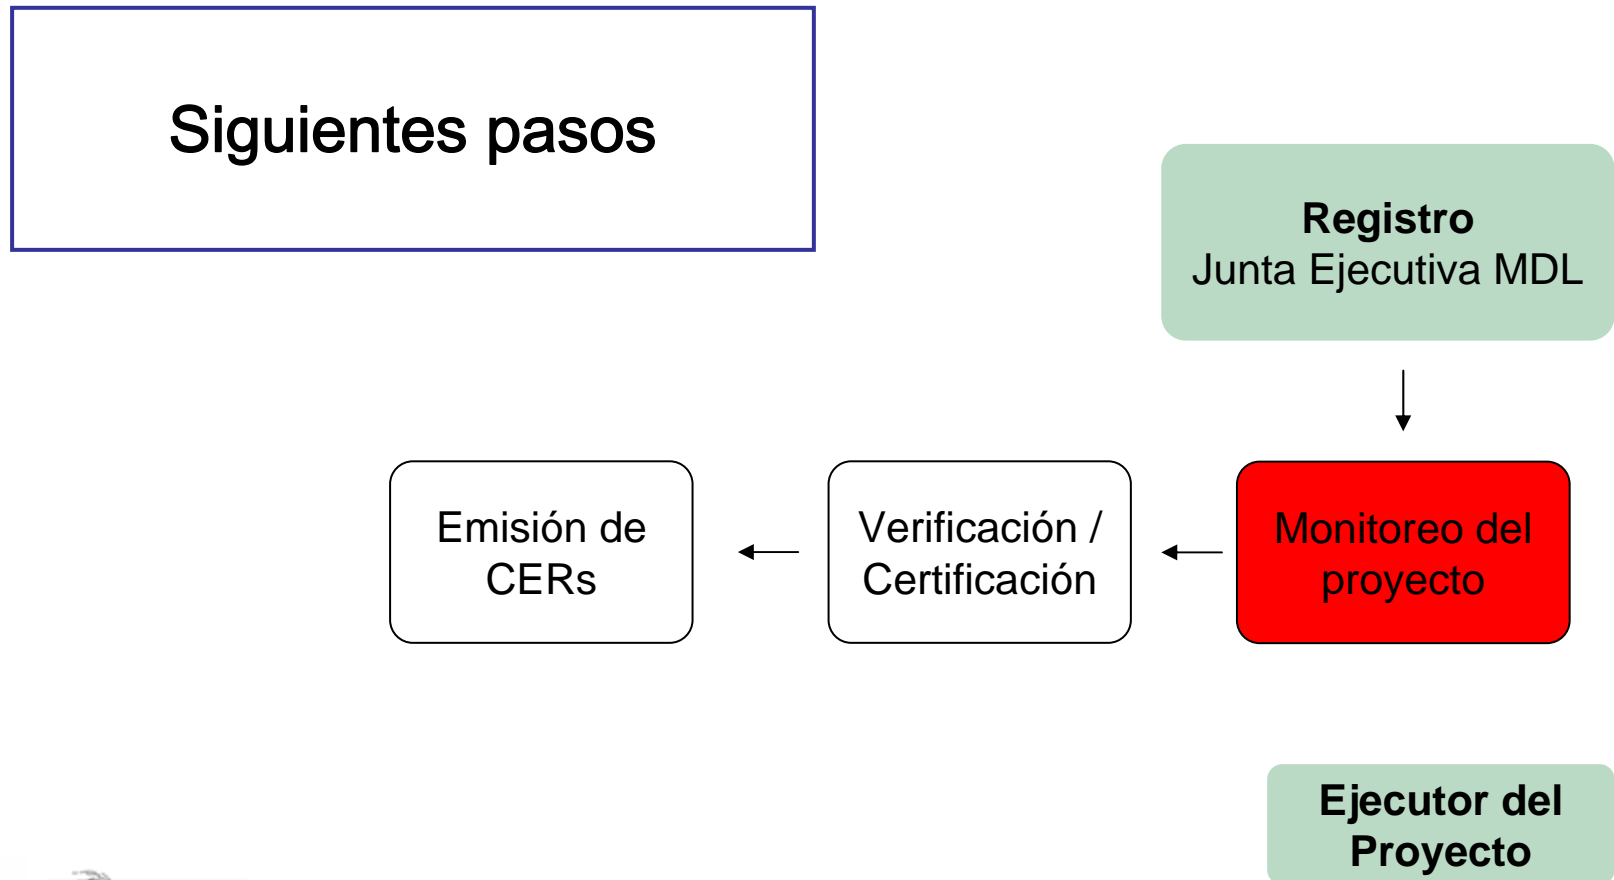 Siguientes pasos
Registro
Junta Ejecutiva MDL
Emisión de
CERs
Verificación /
Certificación
Monitoreo del
proyecto
Ejecutor del
Proyecto